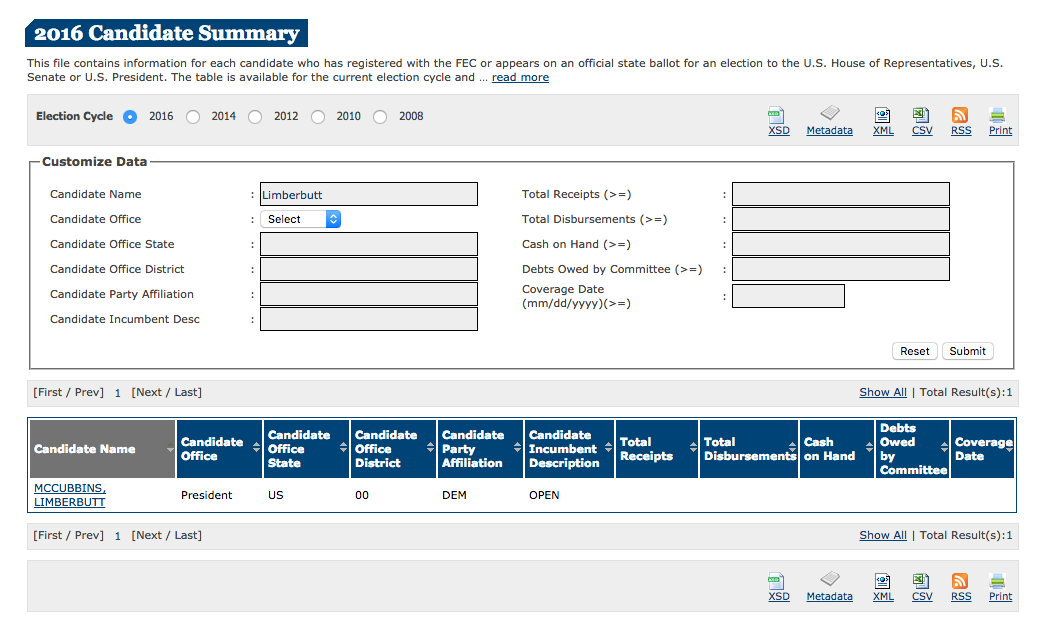 2016 Candidate Summary
This file contains information for each candidate who has registered with the FEC or appears on an official state ballot for an election to the U.S. House of Representatives, U.S.
Senate or U.S. President. The table is available for the current election cycle and ... read more
Election Cycle 2016 2014 2012 2010 2008
XSD Metadata XML CSV RSS Print
Customize Data
Candidate Name : Limberbutt
Candidate Office : Select
Candidate Office State :
Candidate Office District :
Candidate Party Affiliation :
Candidate Incumbent Desc :
Total Receipts (>=) :
Total Disbursements (>=) :
Cash on Hand (>=) :
Debts Owed by Committee (>=) :
Coverage Date
(mm/dd/yyyy)(>=) :
Reset Submit
[First / Prev] 1 [Next / Last] Show All | Total Result(s):1
Candidate Name
Candidate
Office
Candidate
Office
State
Candidate
Office
District
Candidate
Party
Affiliation
Candidate
Incumbent
Description
Total
Receipts
Total
Disbursements
Cash
on Hand
Debts
Owed
by
Committee
Coverage
Date
MCCUBBINS,
LIMBERBUTT
President US 00 DEM OPEN
[First / Prev] 1 [Next / Last] Show All | Total Result(s):1
XSD Metadata XML CSV RSS Print